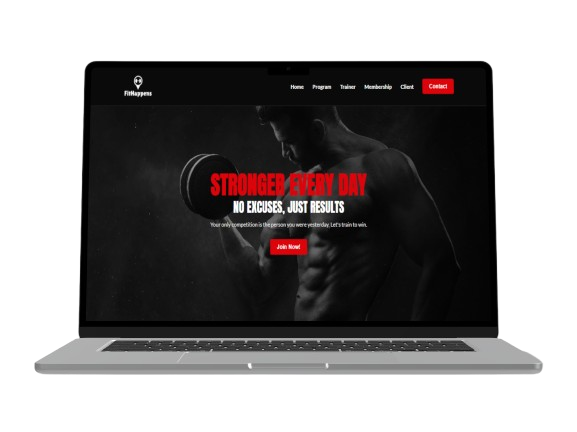 FitHappens
Home Program Trainer Membership Client Contact
STRONGER EVERY DAY
NO EXCUSES, JUST RESULTS
Your only competition is the person you were yesterday. Let's train to win.
Join Now!